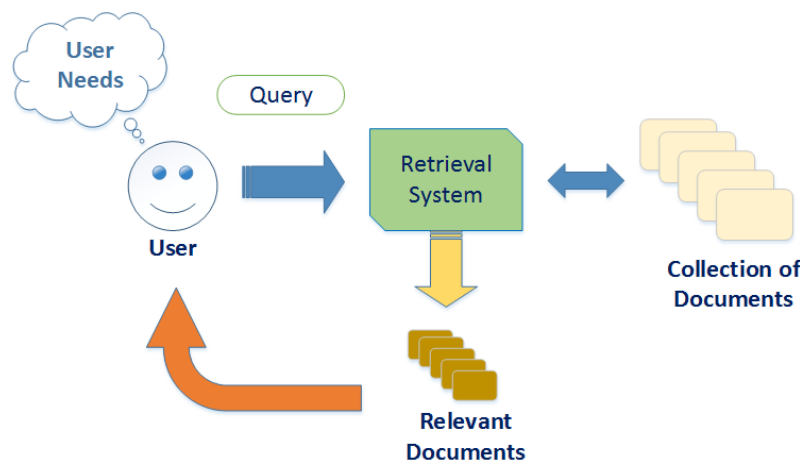 User
Needs
Query
Retrieval
System
User
Collection of
Documents
Relevant
Documents